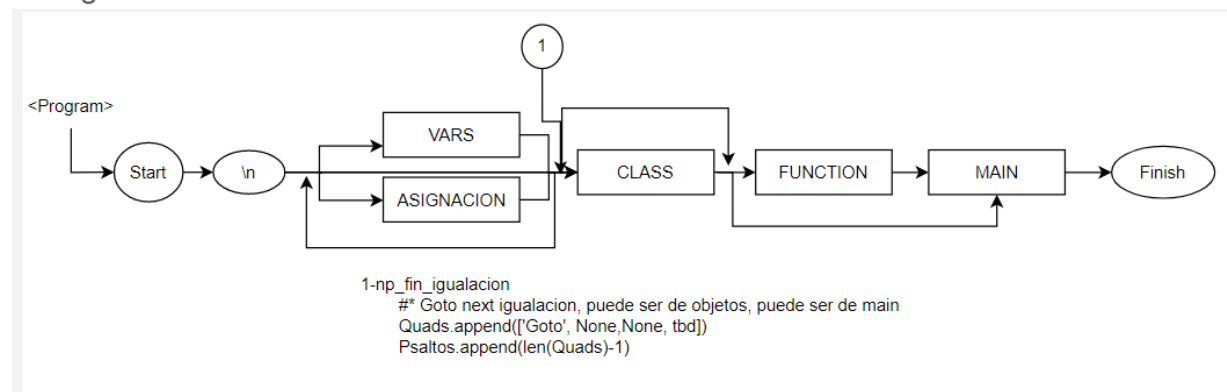 1
<Program>
Start
\n
VARS
ASIGNACION
CLASS
FUNCTION
MAIN
Finish
1-np_fin_igualacion
#* Goto next igualacion, puede ser de objetos, puede ser de main
Quads.append(['Goto', None,None, tbd])
Psaltos.append(len(Quads)-1)